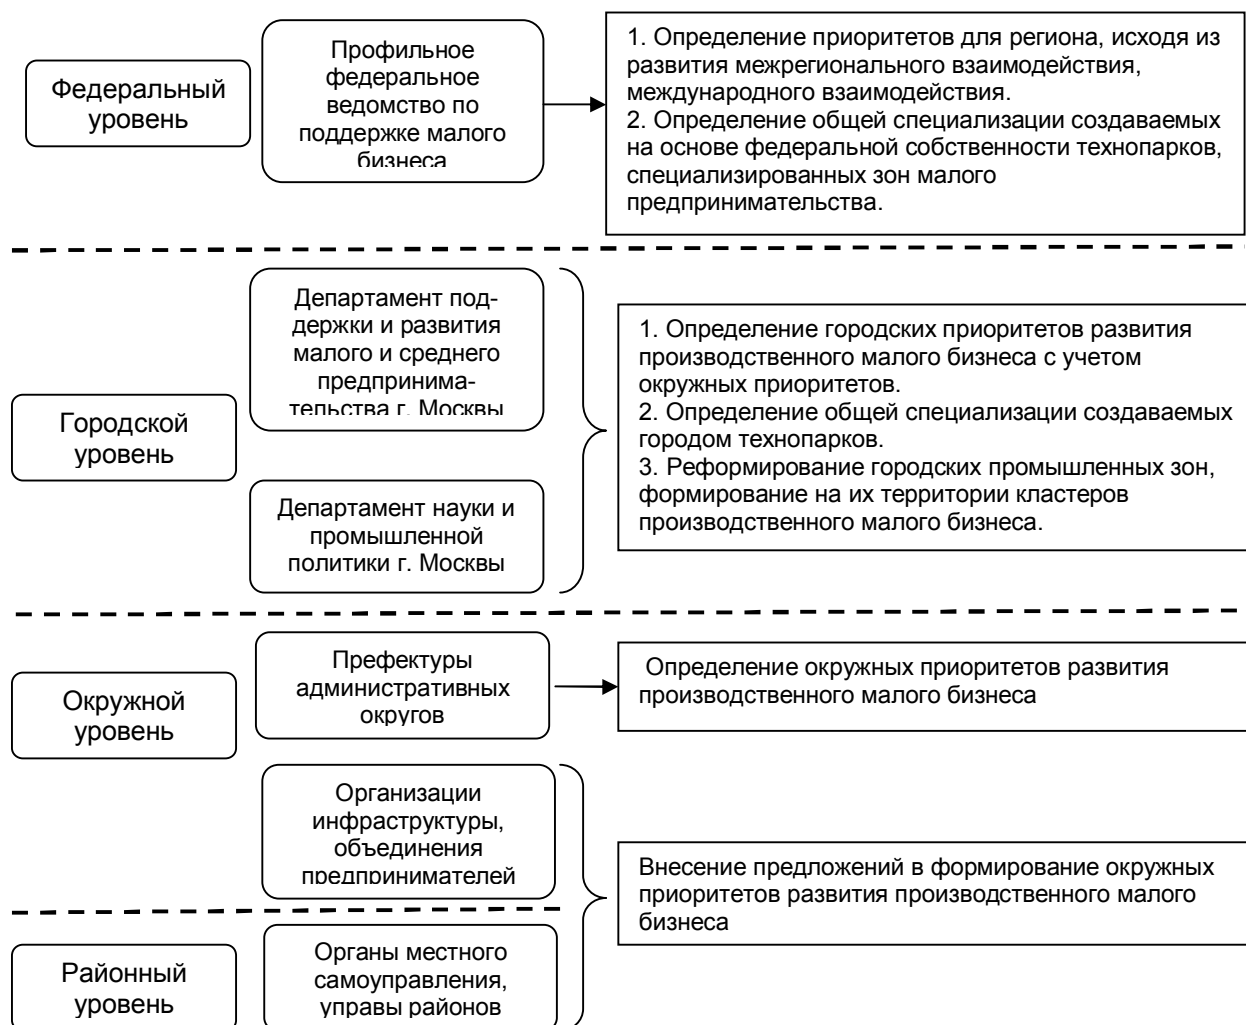 Федеральный
уровень
Профильное
федеральное
ведомство по
поддержке малого
бизнеса
1. Определение приоритетов для региона, исходя из
развития межрегионального взаимодействия,
международного взаимодействия.
2. Определение общей специализации создаваемых
на основе федеральной собственности технопарков,
специализированных зон малого
предпринимательства.
Городской
уровень
Департамент под-
держки и развития
малого и среднего
предпринима-
тельства г. Москвы
Департамент науки и
промышленной
политики г. Москвы
1. Определение городских приоритетов развития
производственного малого бизнеса с учетом
окружных приоритетов.
2. Определение общей специализации создаваемых
городом технопарков.
3. Реформирование городских промышленных зон,
формирование на их территории кластеров
производственного малого бизнеса.
Окружной
уровень
Префектуры
административных
округов
Определение окружных приоритетов развития
производственного малого бизнеса
Организации
инфраструктуры,
объединения
предпринимателей
Внесение предложений в формирование окружных
приоритетов развития производственного малого
бизнеса
Районный
уровень
Органы местного
самоуправления,
управы районов